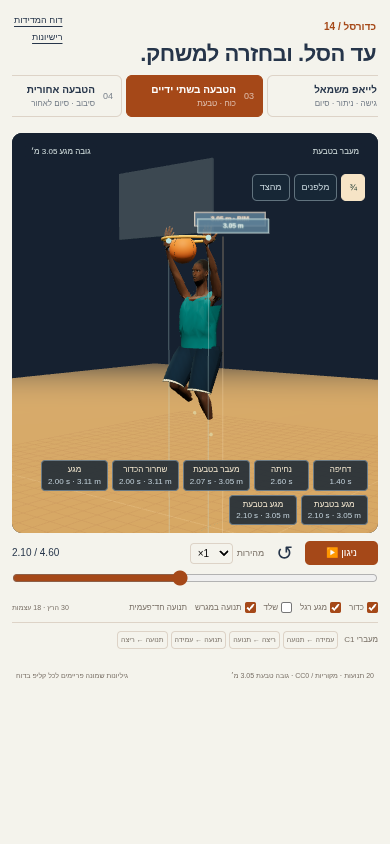 כדורסל / 14
דוח המדידות
רישיונות
עד הסל. ובחזרה למשחק.
לייאפ משמאל
גישה · ניתור · סיום
03
הטבעה בשתי ידיים
כוח · טבעת
04
הטבעה אחורית
סיבוב · סיום לאחור
מעבר בטבעת
גובה מגע 3.05 מ׳
¾
מלפנים
מהצד
3.05 m
דחיפה
1.40 s
נחיתה
2.60 s
מעבר בטבעת
2.07 s · 3.05 m
שחרור הכדור
2.00 s · 3.11 m
מגע
2.00 s · 3.11 m
מגע בטבעת
2.10 s · 3.05 m
מגע בטבעת
2.10 s · 3.05 m
ניגון ▶️
↺
מהירות
×1
2.10 / 4.60
כדור
מגע רגל
שלד
תנועה במגרש
תנועה חד־פעמית
30 הרץ · 18 עצמות
מעברי C1
עמידה ← תנועה
ריצה ← תנועה
תנועה ← עמידה
תנועה ← ריצה
20 תנועות · מקוריות / CC0 · גובה טבעת 3.05 מ׳
גיליונות שמונה פריימים לכל קליפ בדוח